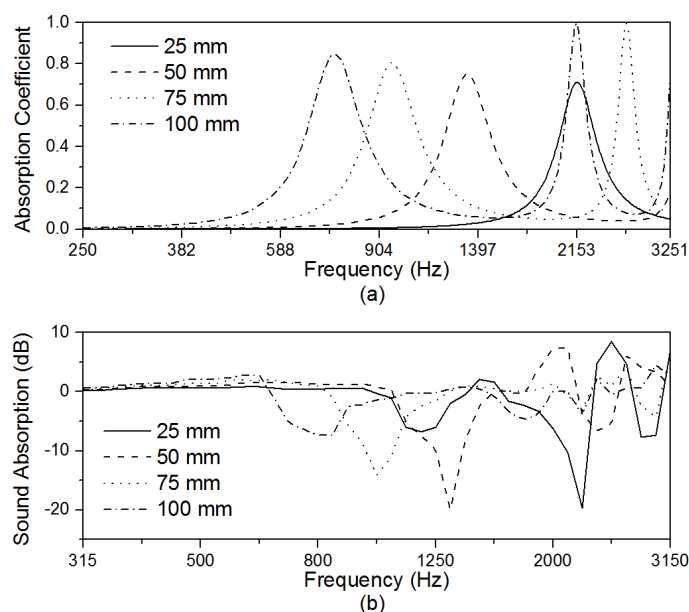 1.0
0.8
0.6
0.4
0.2
0.0
Absorption Coefficient
25 mm
50 mm
75 mm
100 mm
250 382 588 904 1397 2153 3251
Frequency (Hz)
(a)
10
0
-10
-20
Sound Absorption (dB)
25 mm
50 mm
75 mm
100 mm
315 500 800 1250 2000 3150
Frequency (Hz)
(b)